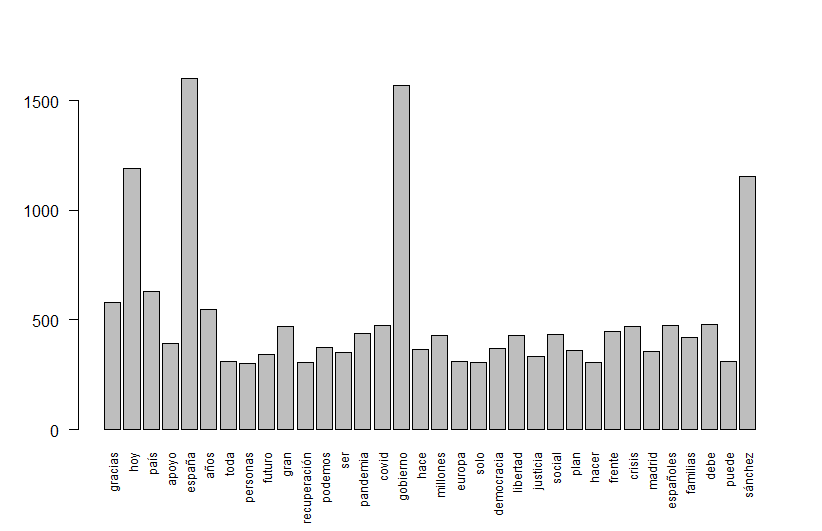 1500
1000
500
0
gracias
hoy
país
apoyo
españa
años
toda
personas
futuro
gran
recuperación
podemos
ser
pandemia
covid
gobierno
hace
millones
europa
solo
democracia
libertad
justicia
social
plan
hacer
frente
crisis
madrid
españoles
familias
debe
puede
sánchez